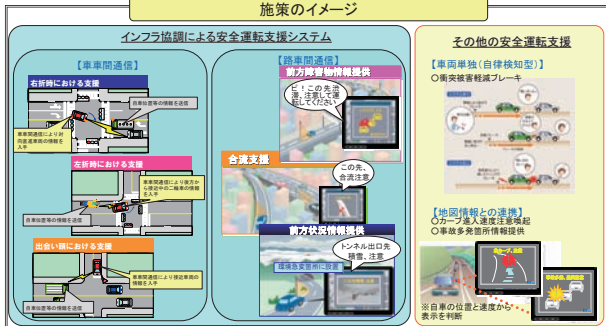 施策のイメージ
インフラ協調による安全運転支援システム
【車車間通信】
右折時における支援
自車位置等の情報を送信
車車間通信により対
向直進車両の情報を
入手
左折時における支援
車車間通信により後方か
ら接近中の二輪車の情報
を入手
自車位置等の情報を送信
出会い頭における支援
車車間通信により接近車両の
情報を入手
自車位置等の情報を送信
【路車間通信】
前方障害物情報提供
ピ！この先渋
滞、注意して運
転してください
合流支援
この先、
合流注意
前方状況情報提供
トンネル出口先
積雪、注意
環境急変箇所に設置
その他の安全運転支援
【車両単独（自律検知型）】
○衝突被害軽減ブレーキ
【地図情報との連携】
○カーブ進入速度注意喚起
○事故多発箇所情報提供
※自車の位置と速度から
表示を判断